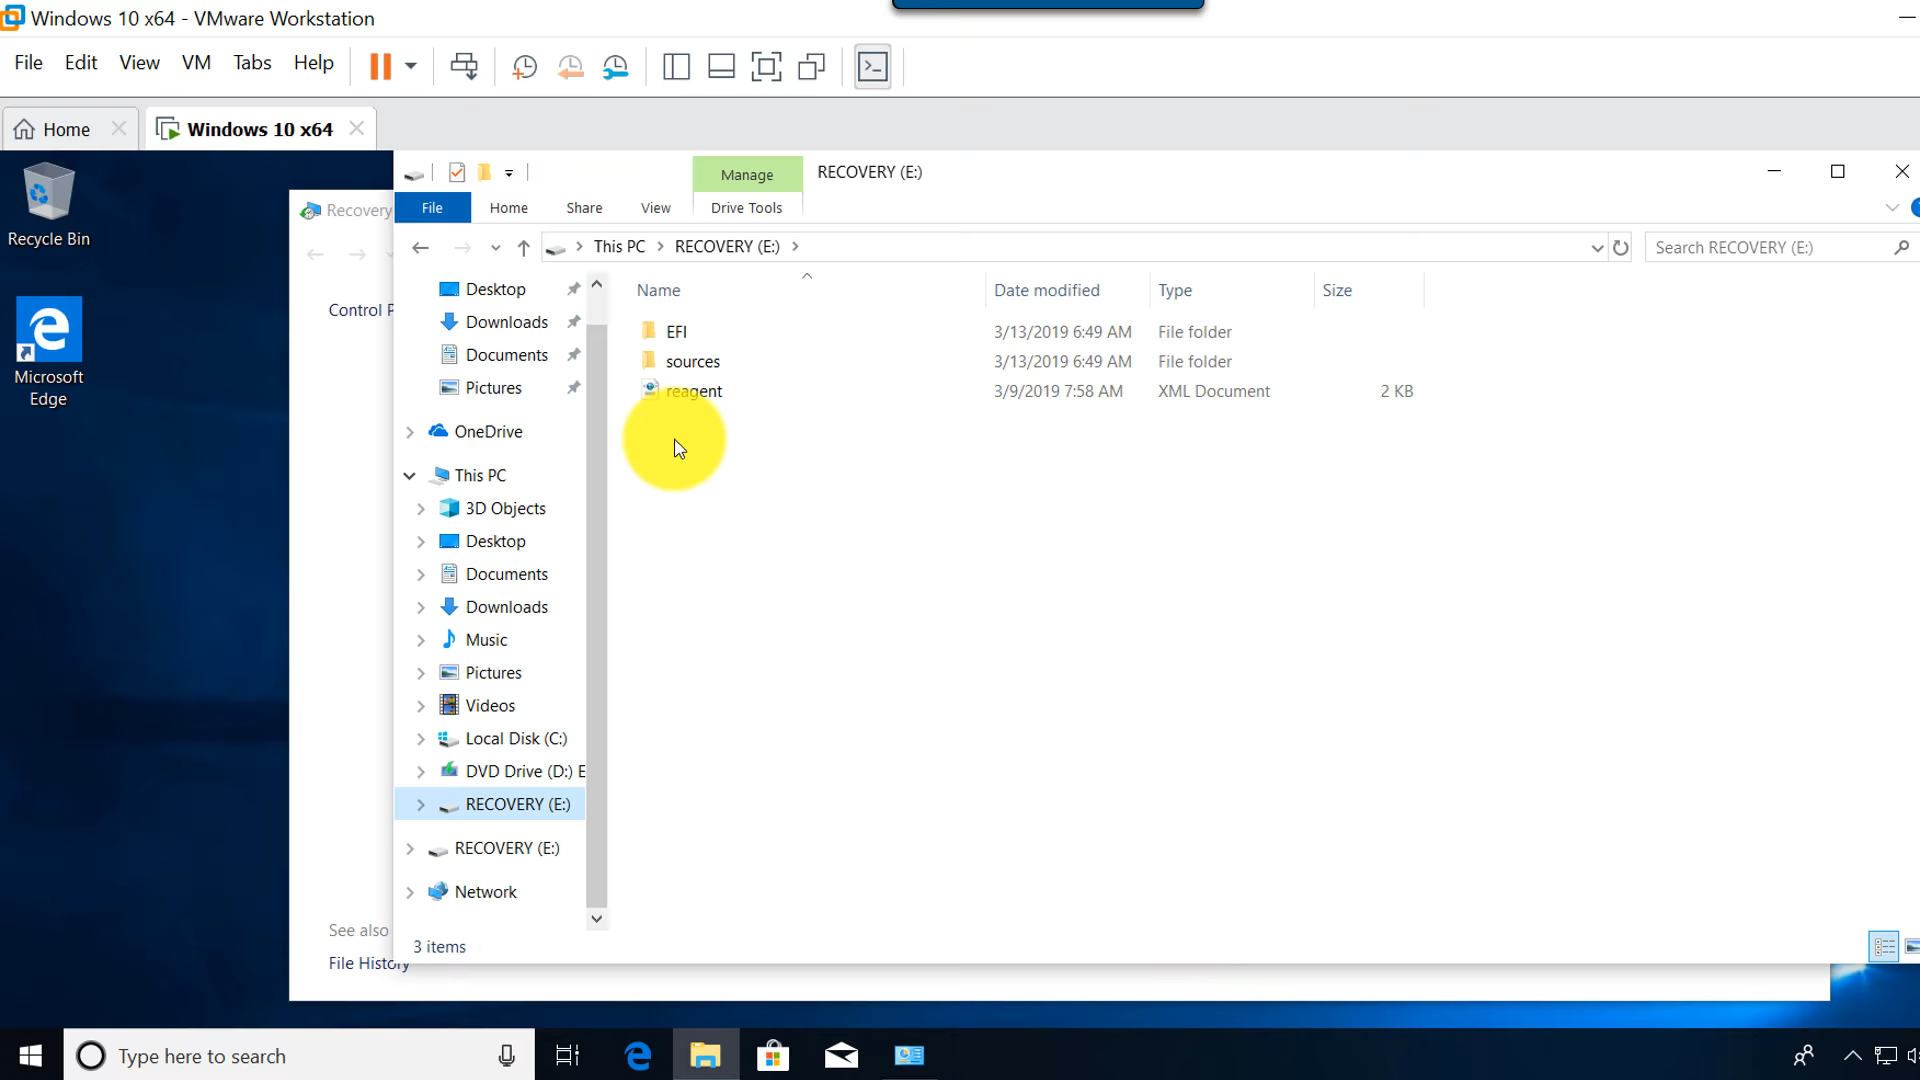 Windows 10 x64 - VMware Workstation
File Edit View VM Tabs Help
Home Windows 10 x64
Recycle Bin
Microsoft
Edge
Recovery
Control P
See also
File History
Manage RECOVERY (E:)
File Home Share View Drive Tools
This PC RECOVERY (E:) Search RECOVERY (E:)
Desktop
Downloads
Documents
Pictures
OneDrive
This PC
3D Objects
Desktop
Documents
Downloads
Music
Pictures
Videos
Local Disk (C:)
DVD Drive (D:) E
RECOVERY (E:)
RECOVERY (E:)
Network
Name Date modified Type Size
EFI 3/13/2019 6:49 AM File folder
sources 3/13/2019 6:49 AM File folder
reagent 3/9/2019 7:58 AM XML Document 2 KB
3 items
Type here to search